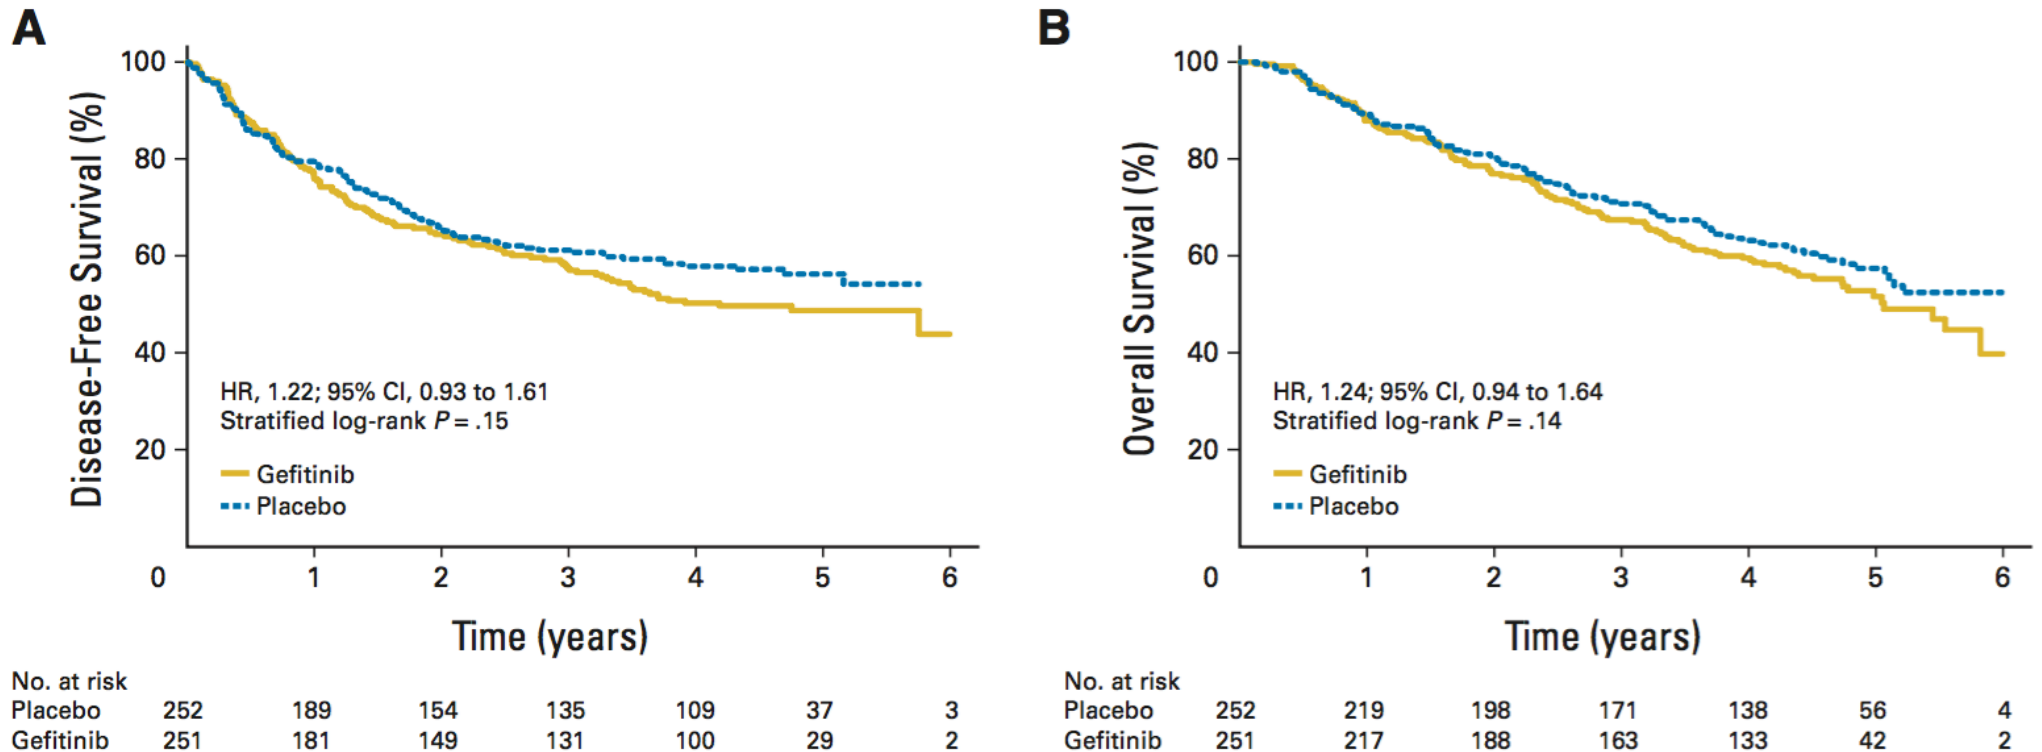 A
Disease-Free Survival (%)
100
80
60
40
20
0
HR, 1.22; 95% CI, 0.93 to 1.61
Stratified log-rank P = .15
Gefitinib
Placebo
1 2 3 4 5 6
Time (years)
No. at risk
Placebo 252 189 154 135 109 37 3
Gefitinib 251 181 149 131 100 29 2
B
Overall Survival (%)
100
80
60
40
20
0
HR, 1.24; 95% CI, 0.94 to 1.64
Stratified log-rank P = .14
Gefitinib
Placebo
1 2 3 4 5 6
Time (years)
No. at risk
Placebo 252 219 198 171 138 56 4
Gefitinib 251 217 188 163 133 42 2